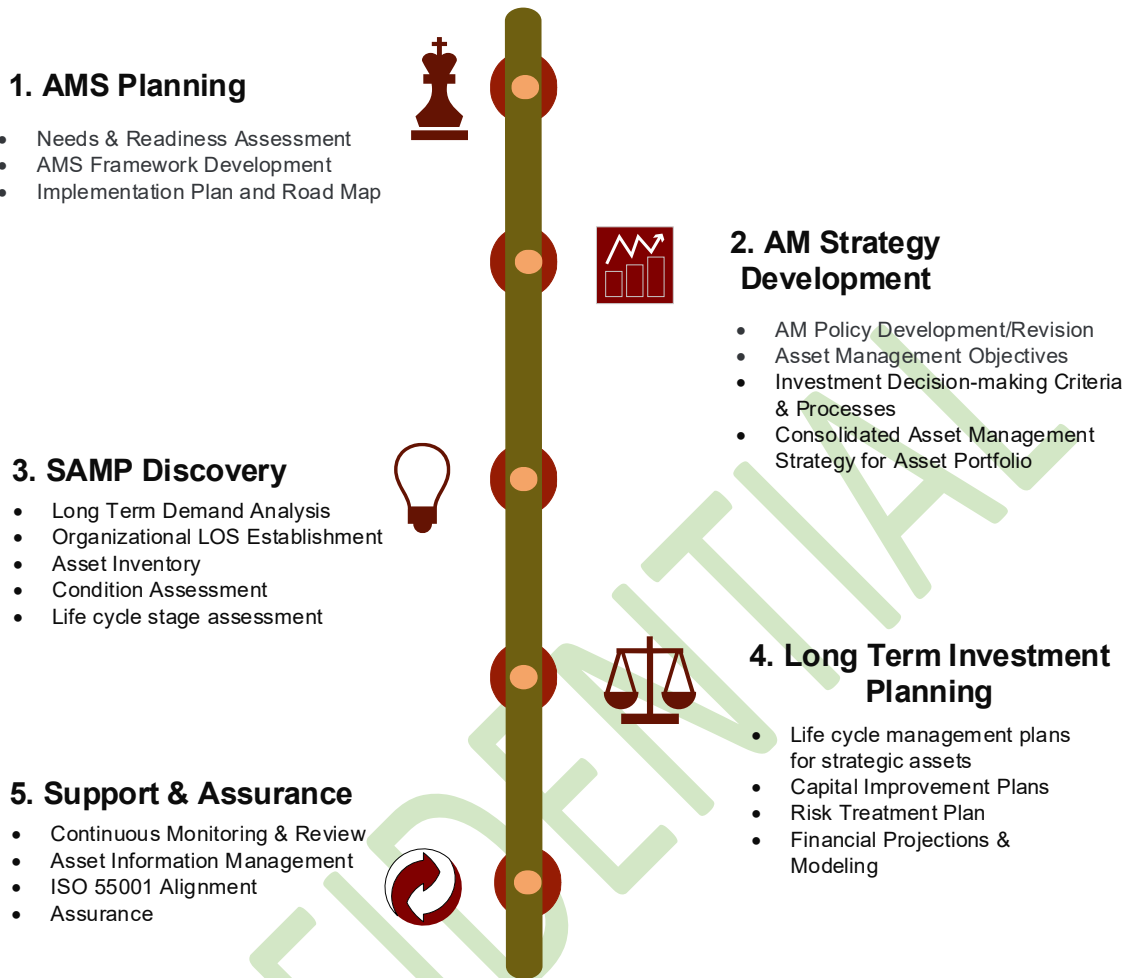 1. AMS Planning
• Needs & Readiness Assessment
• AMS Framework Development
• Implementation Plan and Road Map
2. AM Strategy
Development
• AM Policy Development/Revision
• Asset Management Objectives
• Investment Decision-making Criteria
& Processes
• Consolidated Asset Management
Strategy for Asset Portfolio
3. SAMP Discovery
• Long Term Demand Analysis
• Organizational LOS Establishment
• Asset Inventory
• Condition Assessment
• Life cycle stage assessment
4. Long Term Investment
Planning
• Life cycle management plans
for strategic assets
• Capital Improvement Plans
• Risk Treatment Plan
• Financial Projections &
Modeling
5. Support & Assurance
• Continuous Monitoring & Review
• Asset Information Management
• ISO 55001 Alignment
• Assurance
FIDENTIAL